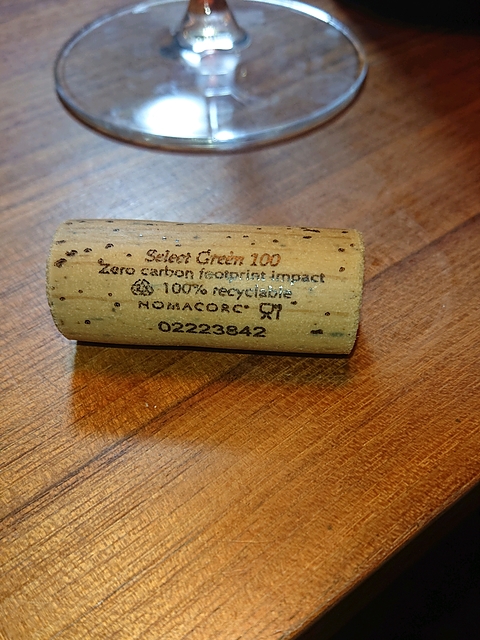 Select Green 100
Zero carbon footprint impact
100% recyclable
NOMACORC®
02223842